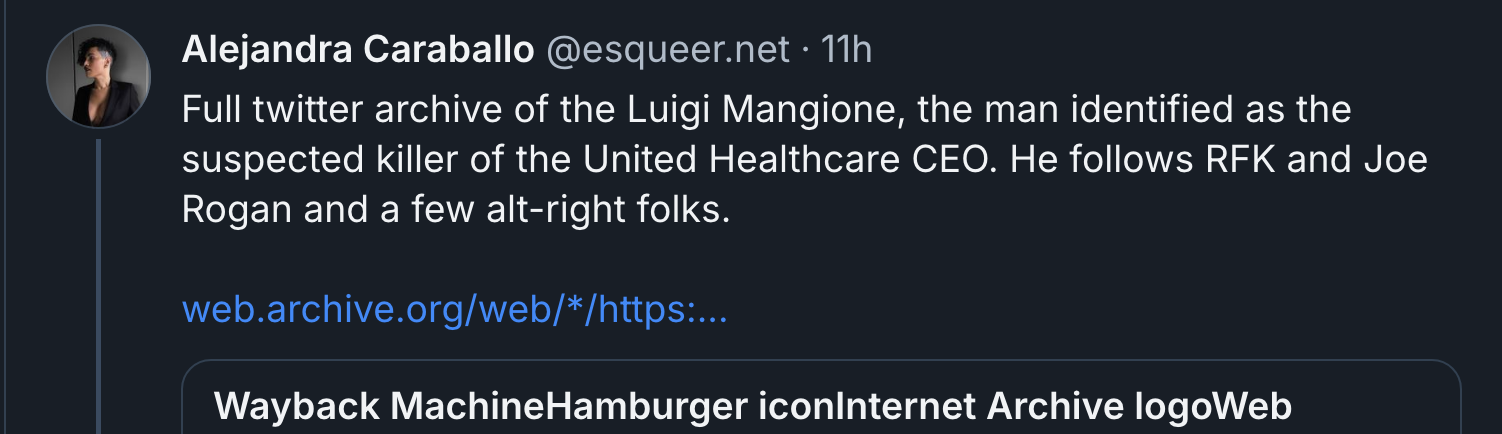 Alejandra Caraballo @esqueer.net · 11h
Full twitter archive of the Luigi Mangione, the man identified as the
suspected killer of the United Healthcare CEO. He follows RFK and Joe
Rogan and a few alt-right folks.
web.archive.org/web/*/https:...
Wayback MachineHamburger iconInternet Archive logoWeb